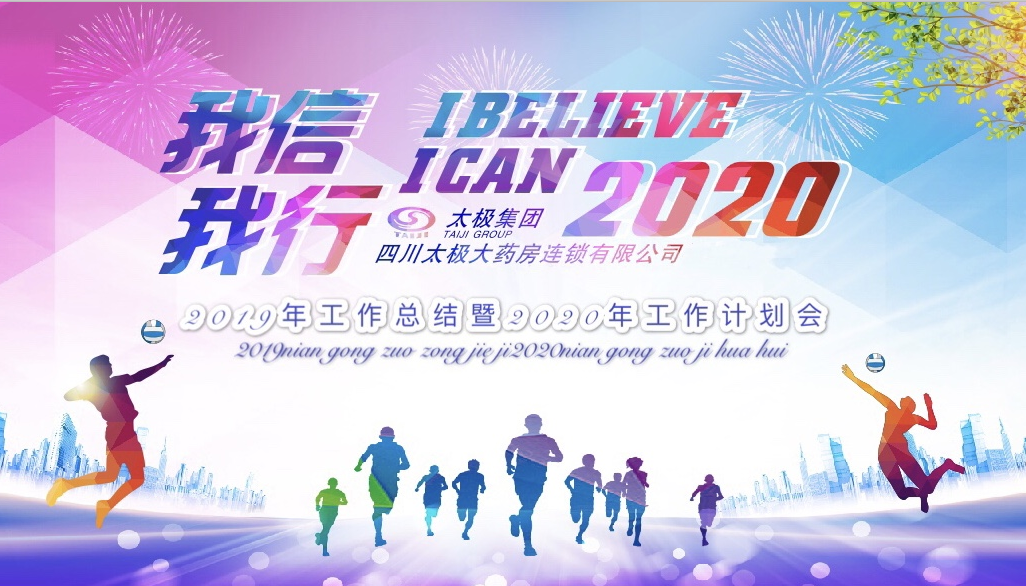 我信
我行
I BELIEVE
I CAN 2020
太极集团
TAIJI GROUP
四川太极大药房连锁有限公司
2019年工作总结暨2020年工作计划会
2019nian gong zuo zong jie ji2020nian gong zuo ji hua hui